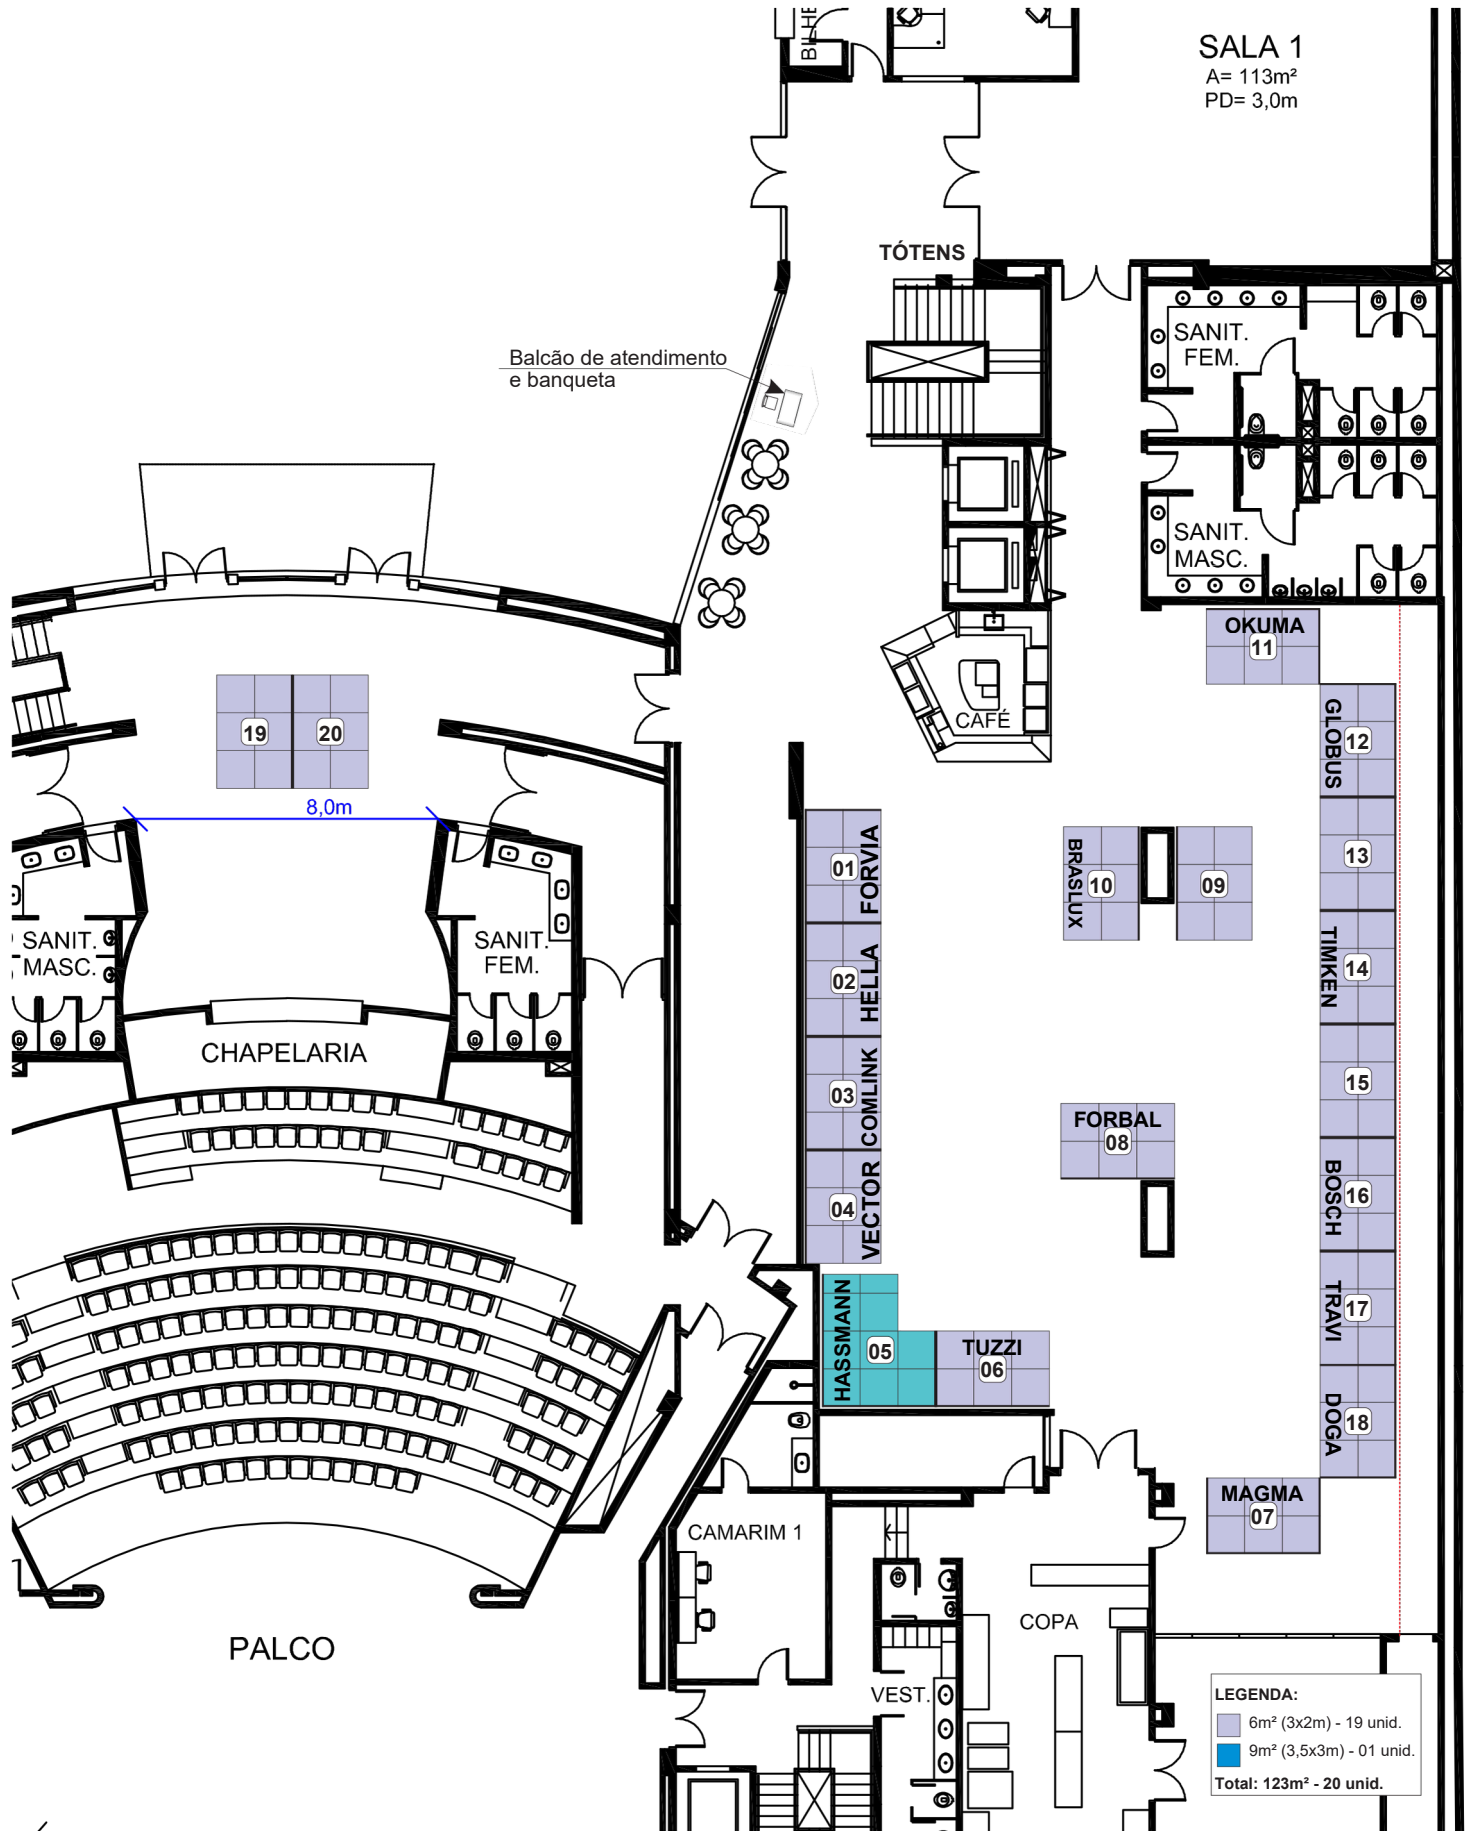 BILHE
SALA 1
A= 113m²
PD= 3,0m
TÓTENS
Balcão de atendimento
e banqueta
SANIT.
FEM.
SANIT.
MASC.
CAFÉ
OKUMA
11
GLOBUS
12
13
TIMKEN
14
15
BOSCH
16
TRAVI
17
DOGA
18
MAGMA
07
19
20
8,0m
SANIT.
MASC.
SANIT.
FEM.
CHAPELARIA
01
FORVIA
02
HELLA
03
COMLINK
04
VECTOR
BRASLUX
10
09
FORBAL
08
HASSMANN
05
TUZZI
06
CAMARIM 1
PALCO
COPA
VEST.
LEGENDA:
6m² (3x2m) - 19 unid.
9m² (3,5x3m) - 01 unid.
Total: 123m² - 20 unid.